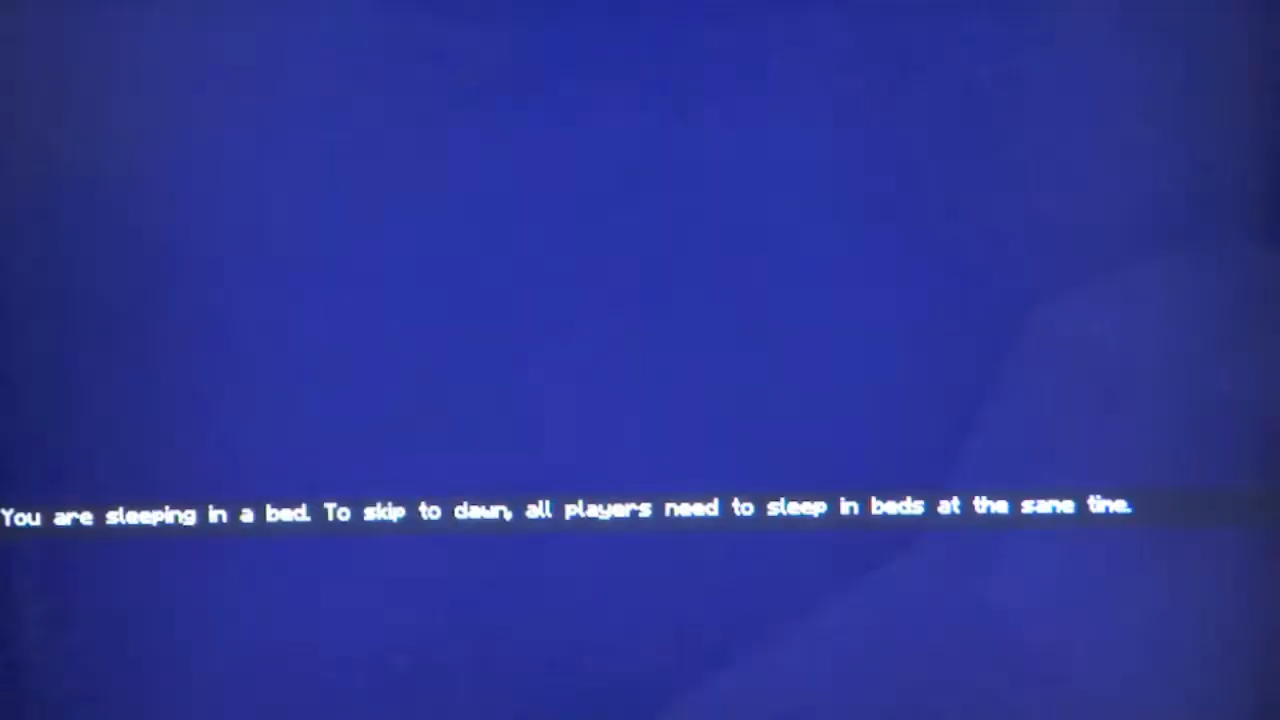 You are sleeping in a bed. To skip to dawn, all players need to sleep in beds at the same time.